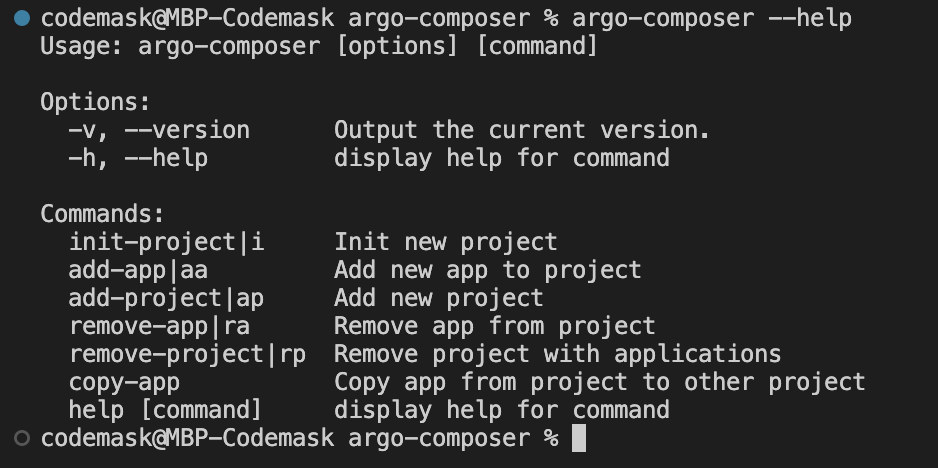 codemask@MBP-Codemask argo-composer % argo-composer --help
Usage: argo-composer [options] [command]
Options:
-v, --version Output the current version.
-h, --help display help for command
Commands:
init-project|i Init new project
add-app|aa Add new app to project
add-project|ap Add new project
remove-app|ra Remove app from project
remove-project|rp Remove project with applications
copy-app Copy app from project to other project
help [command] display help for command
codemask@MBP-Codemask argo-composer %